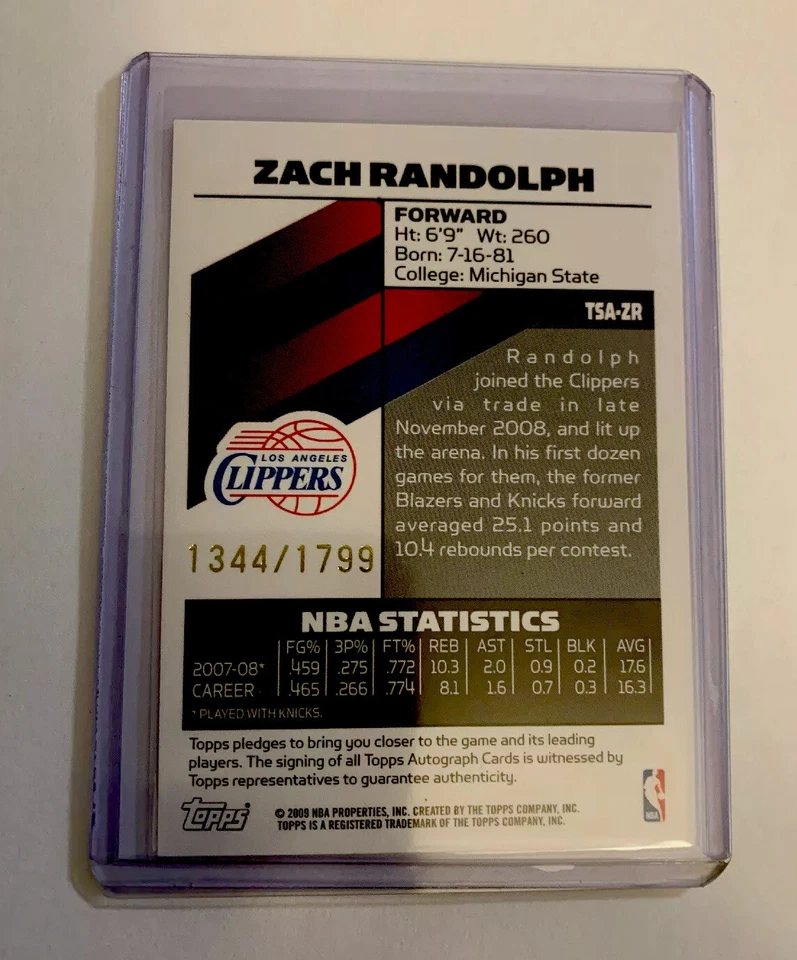 ZACH RANDOLPH
FORWARD
Ht: 6'9" Wt: 260
Born: 7-16-81
College: Michigan State
TSA-ZR
Randolph
joined the Clippers
via trade in late
November 2008, and lit up
the arena. In his first dozen
games for them, the former
Blazers and Knicks forward
averaged 25.1 points and
10.4 rebounds per contest.
LOS ANGELES
CLIPPERS
1344/1799
NBA STATISTICS
FG% 3P% FT% REB AST STL BLK AVG
2007-08* .459 .275 .772 10.3 2.0 0.9 0.2 17.6
CAREER .465 .266 .774 8.1 1.6 0.7 0.3 16.3
* PLAYED WITH KNICKS.
Topps pledges to bring you closer to the game and its leading
players. The signing of all Topps Autograph Cards is witnessed by
Topps representatives to guarantee authenticity.
Topps
© 2009 NBA PROPERTIES, INC. CREATED BY THE TOPPS COMPANY, INC.
TOPPS IS A REGISTERED TRADEMARK OF THE TOPPS COMPANY, INC.
NBA